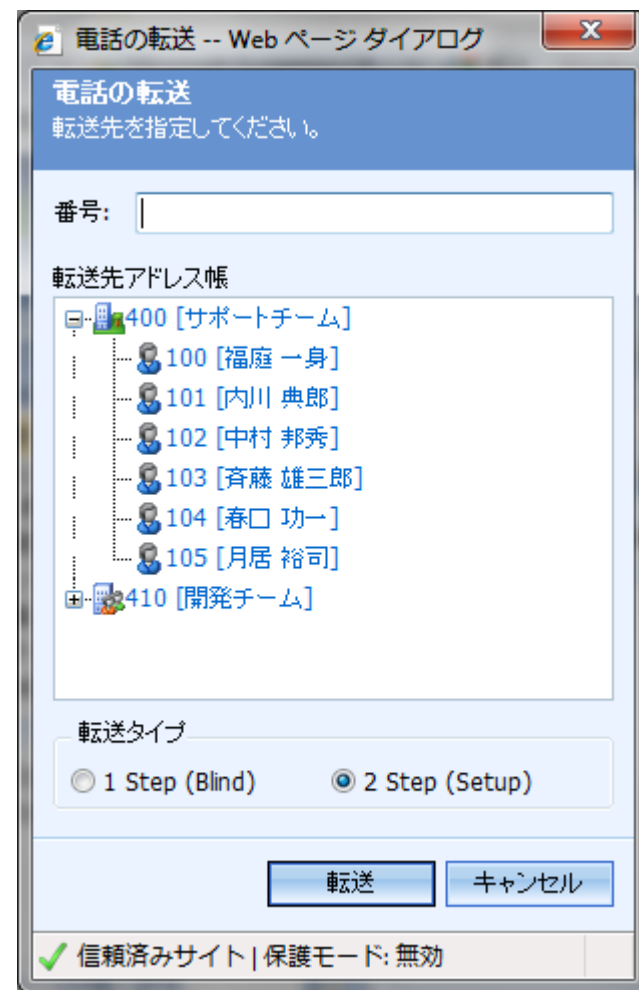 電話の転送 -- Web ページ ダイアログ
電話の転送
転送先を指定してください。
番号:
転送先アドレス帳
400 [サポートチーム]
100 [福庭 一身]
101 [内川 典郎]
102 [中村 邦秀]
103 [斉藤 雄三郎]
104 [春口 功一]
105 [月居 裕司]
410 [開発チーム]
転送タイプ
1 Step (Blind) 2 Step (Setup)
転送 キャンセル
信頼済みサイト | 保護モード: 無効